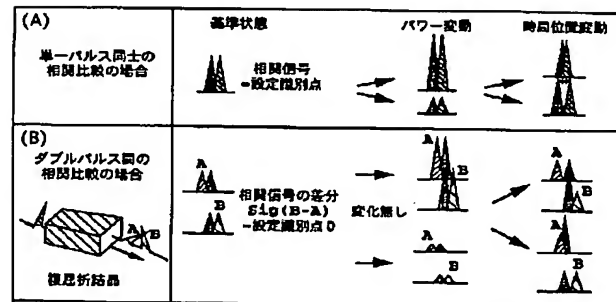 (A)
基準状態
パワー変動
時間位置変動
単一パルス同士の
相関比較の場合
相関信号
=設定識別点
(B)
ダブルパルス間の
相関比較の場合
A
B
相関信号の差分
Sig(B-A)
=設定識別点0
変化無し
A
B
A
B
A
B
A
B
A
B
複屈折結晶